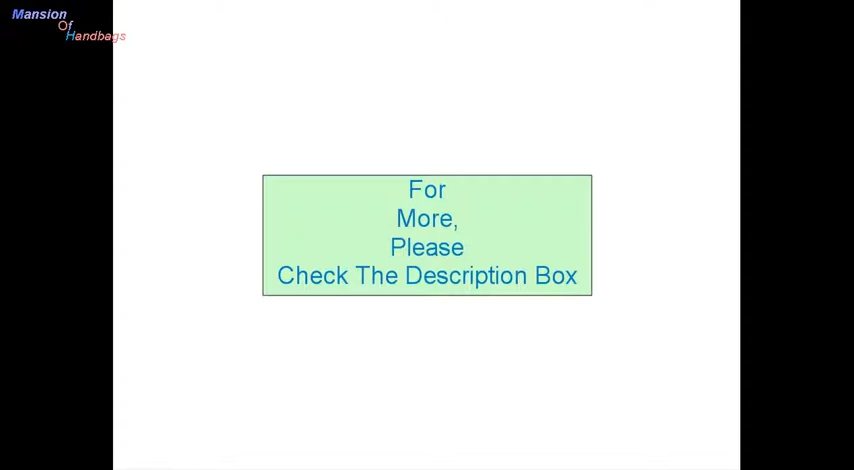 Mansion
Of
Handbags
For
More,
Please
Check The Description Box